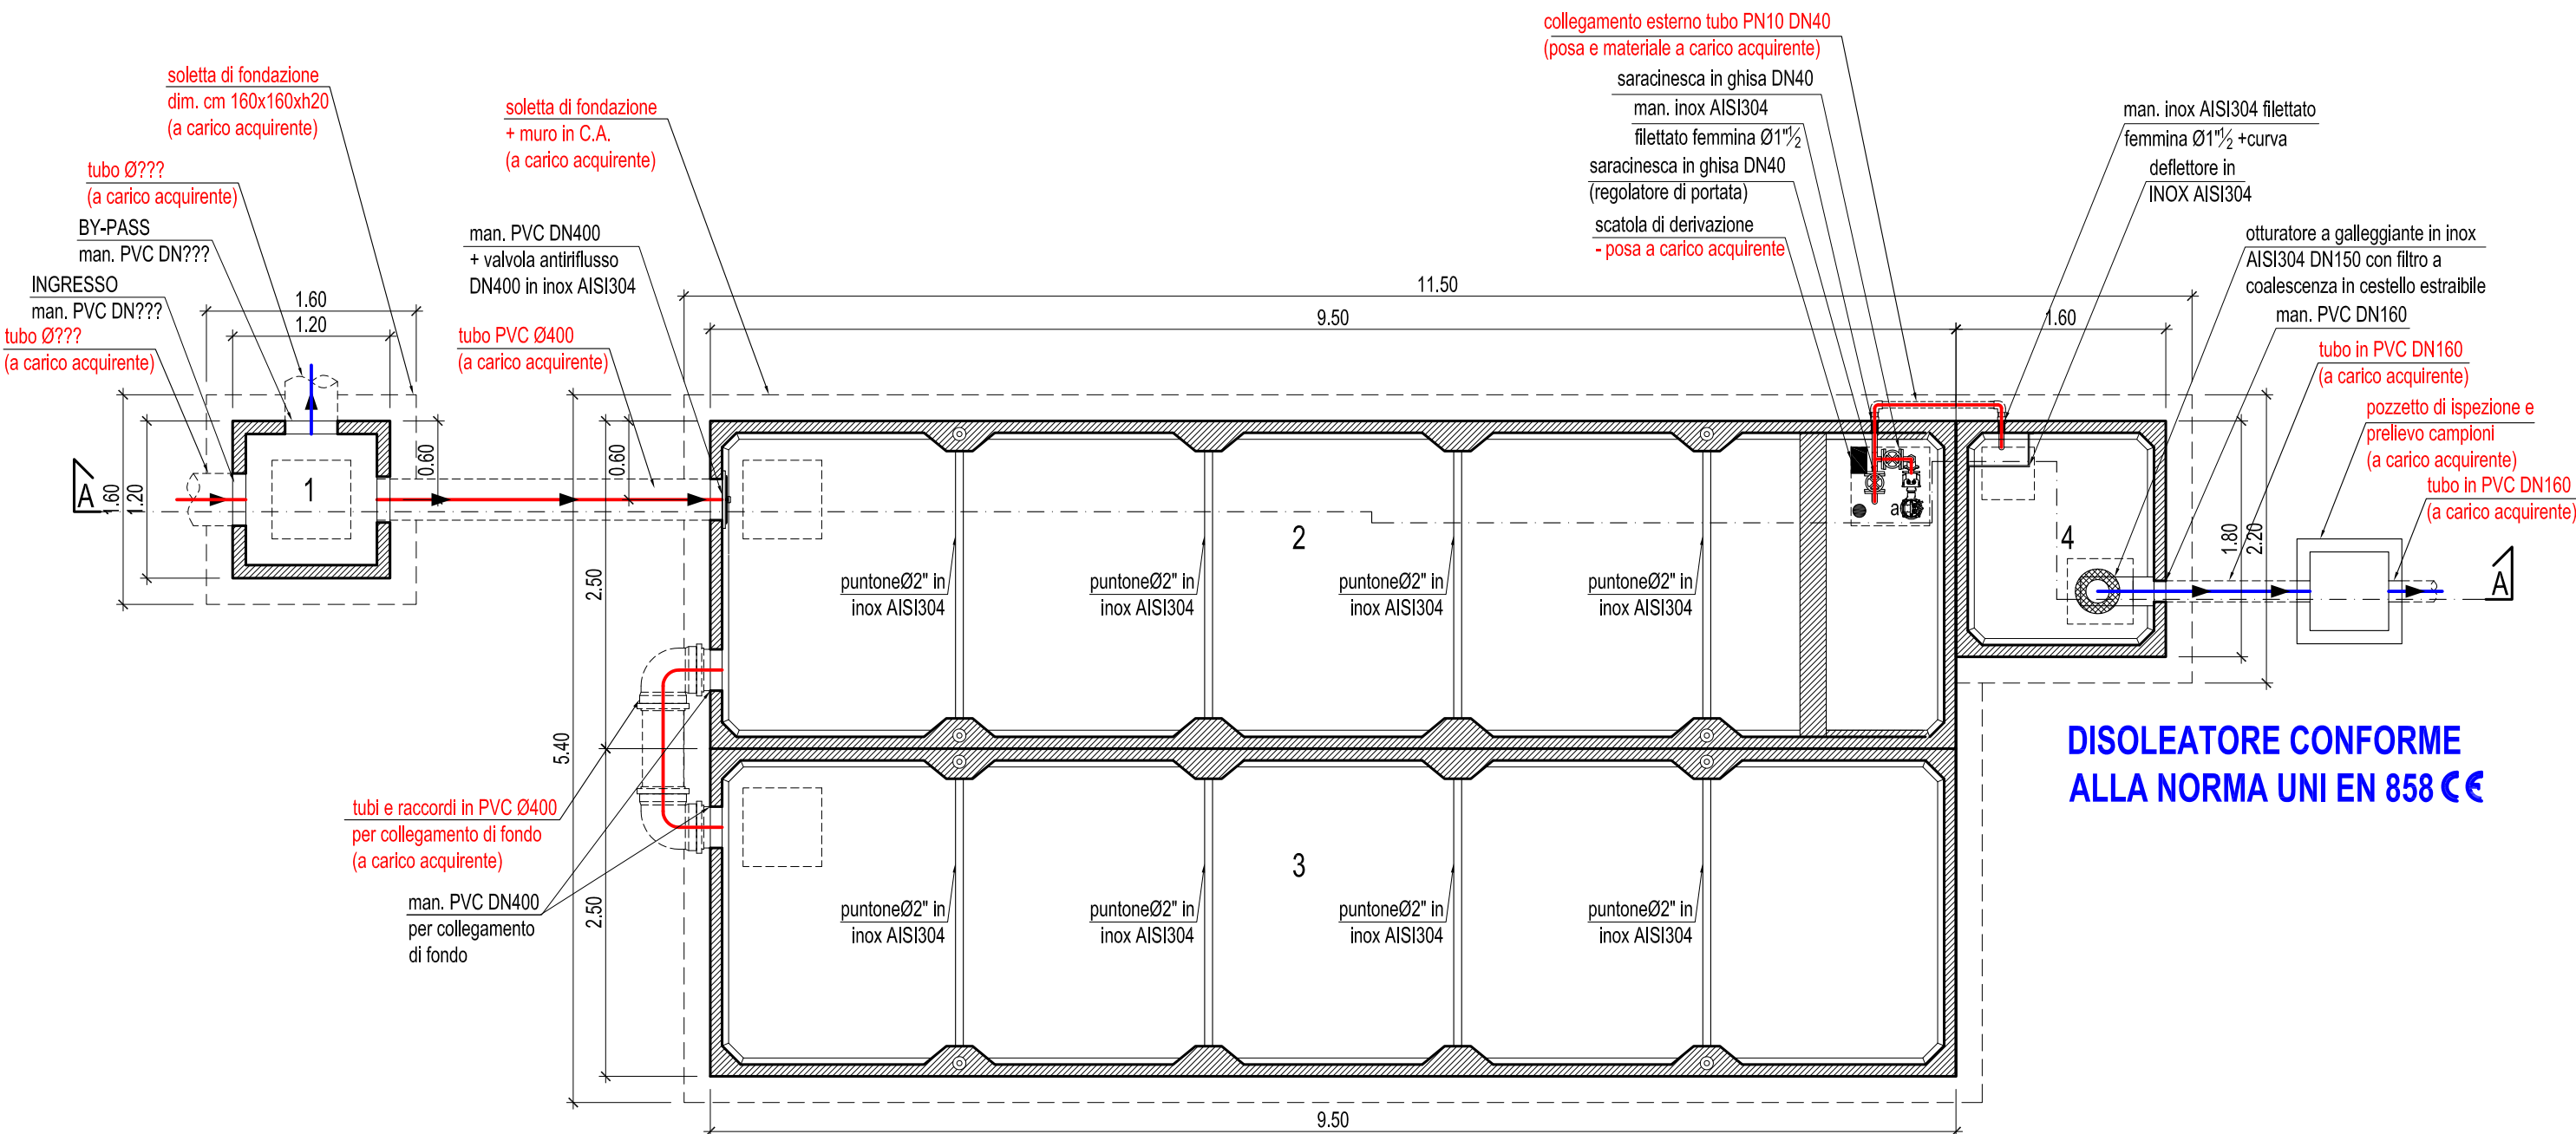 collegamento esterno tubo PN10 DN40
(posa e materiale a carico acquirente)
saracinesca in ghisa DN40
man. inox AISI304
filettato femmina Ø1"½
saracinesca in ghisa DN40
(regolatore di portata)
scatola di derivazione
- posa a carico acquirente
soletta di fondazione
dim. cm 160x160xh20
(a carico acquirente)
soletta di fondazione
+ muro in C.A.
(a carico acquirente)
man. inox AISI304 filettato
femmina Ø1"½ +curva
deflettore in
INOX AISI304
tubo Ø???
(a carico acquirente)
BY-PASS
man. PVC DN???
INGRESSO
man. PVC DN???
tubo Ø???
(a carico acquirente)
man. PVC DN400
+ valvola antiriflusso
DN400 in inox AISI304
tubo PVC Ø400
(a carico acquirente)
otturatore a galleggiante in inox
AISI304 DN150 con filtro a
coalescenza in cestello estraibile
man. PVC DN160
tubo in PVC DN160
(a carico acquirente)
pozzetto di ispezione e
prelievo campioni
(a carico acquirente)
tubo in PVC DN160
(a carico acquirente)
1.60
1.20
11.50
9.50
1.60
A
1.60
1.20
1
0.60
0.60
2.50
2
a
4
1.80
2.20
A
puntoneØ2" in
inox AISI304
puntoneØ2" in
inox AISI304
puntoneØ2" in
inox AISI304
puntoneØ2" in
inox AISI304
5.40
DISOLEATORE CONFORME
ALLA NORMA UNI EN 858 CE
tubi e raccordi in PVC Ø400
per collegamento di fondo
(a carico acquirente)
man. PVC DN400
per collegamento
di fondo
2.50
3
puntoneØ2" in
inox AISI304
puntoneØ2" in
inox AISI304
puntoneØ2" in
inox AISI304
puntoneØ2" in
inox AISI304
9.50